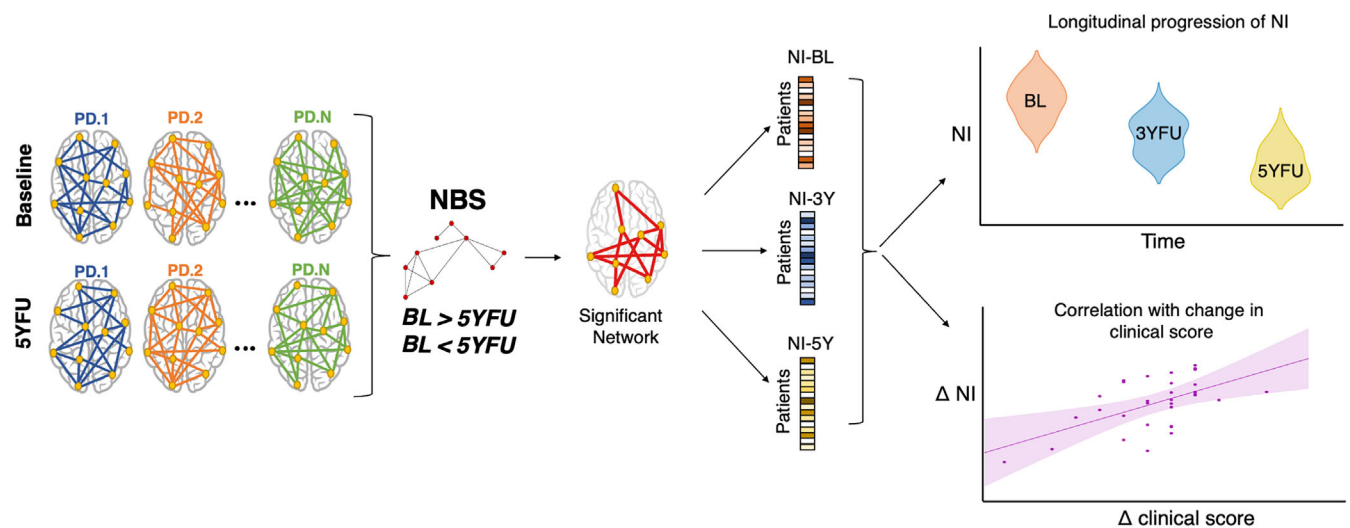 Baseline
PD.1
PD.2
PD.N
...
5YFU
PD.1
PD.2
PD.N
...
NBS
BL > 5YFU
BL < 5YFU
Significant
Network
NI-BL
Patients
NI-3Y
Patients
NI-5Y
Patients
Longitudinal progression of NI
NI
BL
3YFU
5YFU
Time
Correlation with change in
clinical score
Δ NI
Δ clinical score